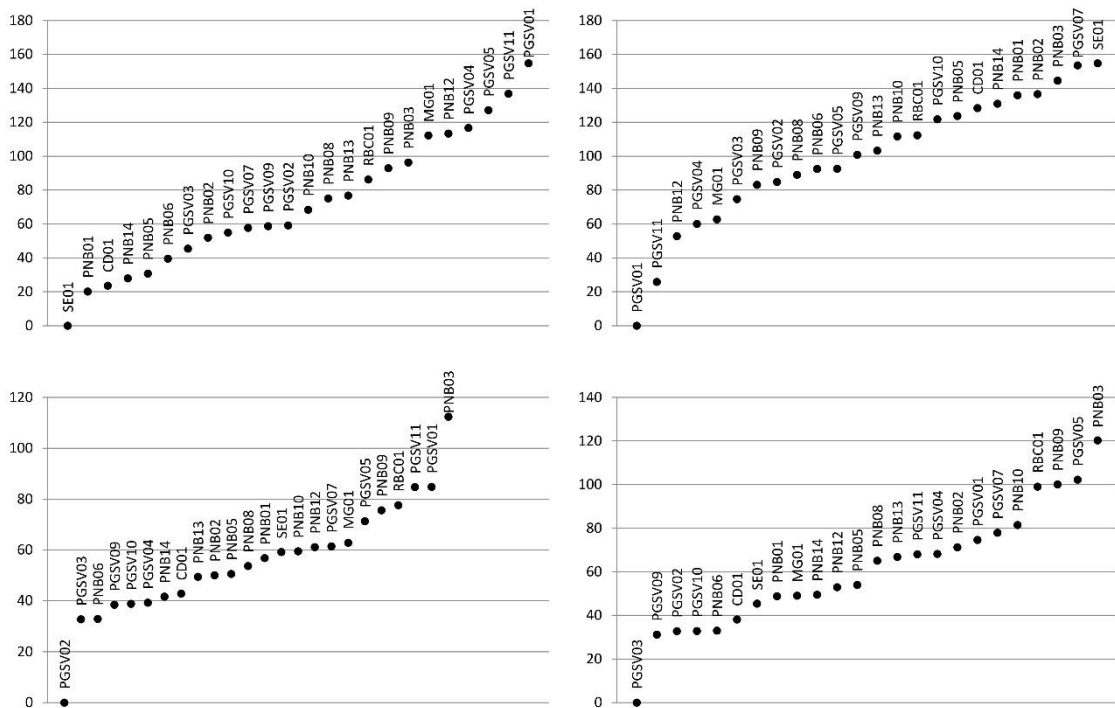 180
160
140
120
100
80
60
40
20
0
SE01
PNB01
CD01
PNB14
PNB05
PNB06
PGSV03
PNB02
PGSV10
PGSV07
PGSV09
PGSV02
PNB10
PNB08
PNB13
RBC01
PNB09
PNB03
MG01
PNB12
PGSV04
PGSV05
PGSV11
PGSV01
180
160
140
120
100
80
60
40
20
0
PGSV01
PGSV11
PNB12
PGSV04
MG01
PGSV03
PNB09
PGSV02
PNB08
PNB06
PGSV05
PGSV09
PNB13
PNB10
RBC01
PGSV10
PNB05
CD01
PNB14
PNB01
PNB02
PNB03
PGSV07
SE01
120
100
80
60
40
20
0
PGSV02
PGSV03
PNB06
PGSV09
PGSV10
PGSV04
PNB14
CD01
PNB13
PNB02
PNB05
PNB08
PNB01
SE01
PNB10
PNB12
PGSV07
MG01
PGSV05
PNB09
RBC01
PGSV11
PGSV01
PNB03
140
120
100
80
60
40
20
0
PGSV03
PGSV09
PGSV02
PGSV10
PNB06
CD01
SE01
PNB01
MG01
PNB14
PNB12
PNB05
PNB08
PNB13
PGSV11
PGSV04
PNB02
PGSV01
PGSV07
PNB10
RBC01
PNB09
PGSV05
PNB03